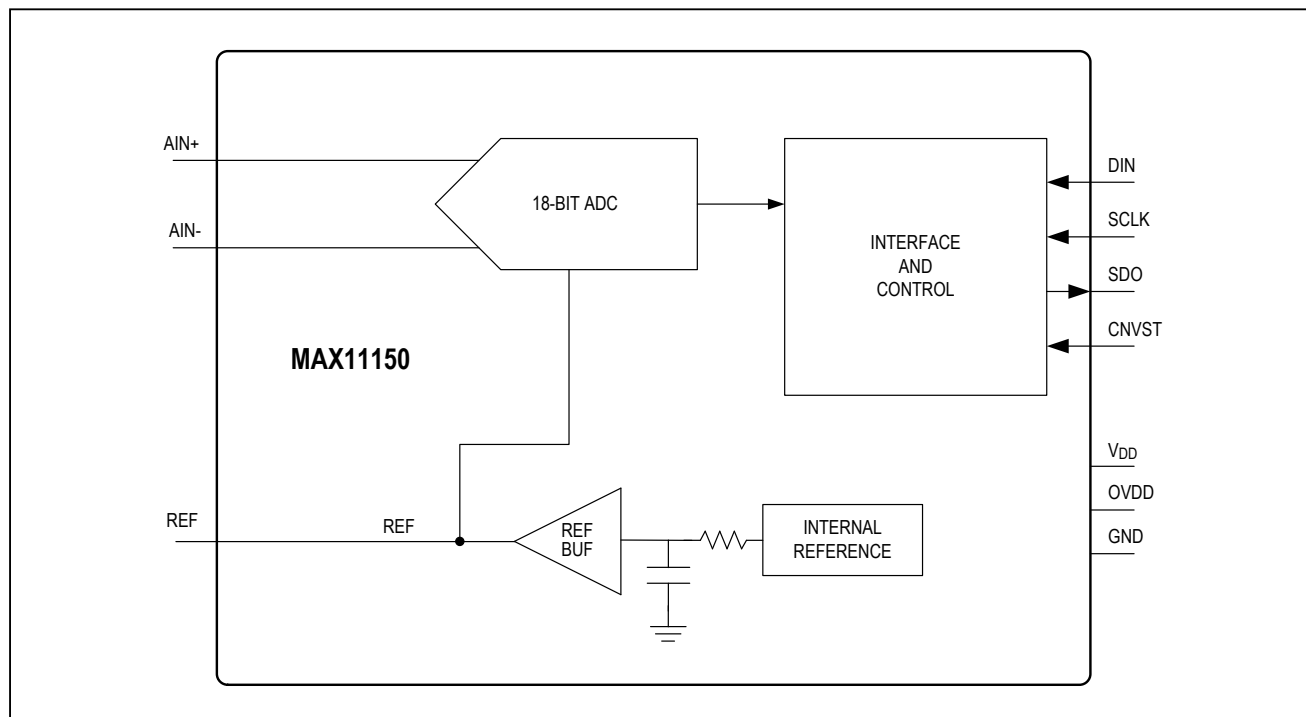 AIN+
AIN-
18-BIT ADC
INTERFACE
AND
CONTROL
DIN
SCLK
SDO
CNVST
MAX11150
VDD
OVDD
GND
REF
REF
REF
BUF
INTERNAL
REFERENCE